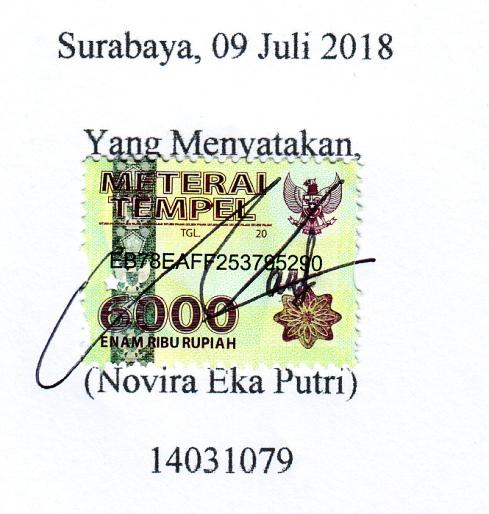 Surabaya, 09 Juli 2018
Yang Menyatakan,
METERAI
TEMPEL
TGL. 20
EB78EAFF253795290
6000
ENAM RIBU RUPIAH
(Novira Eka Putri)
14031079